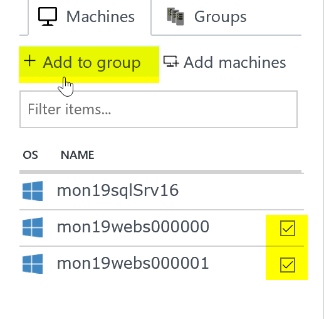 Machines Groups
+ Add to group Add machines
Filter items...
OS NAME
mon19sqlSrv16
mon19webs000000
mon19webs000001